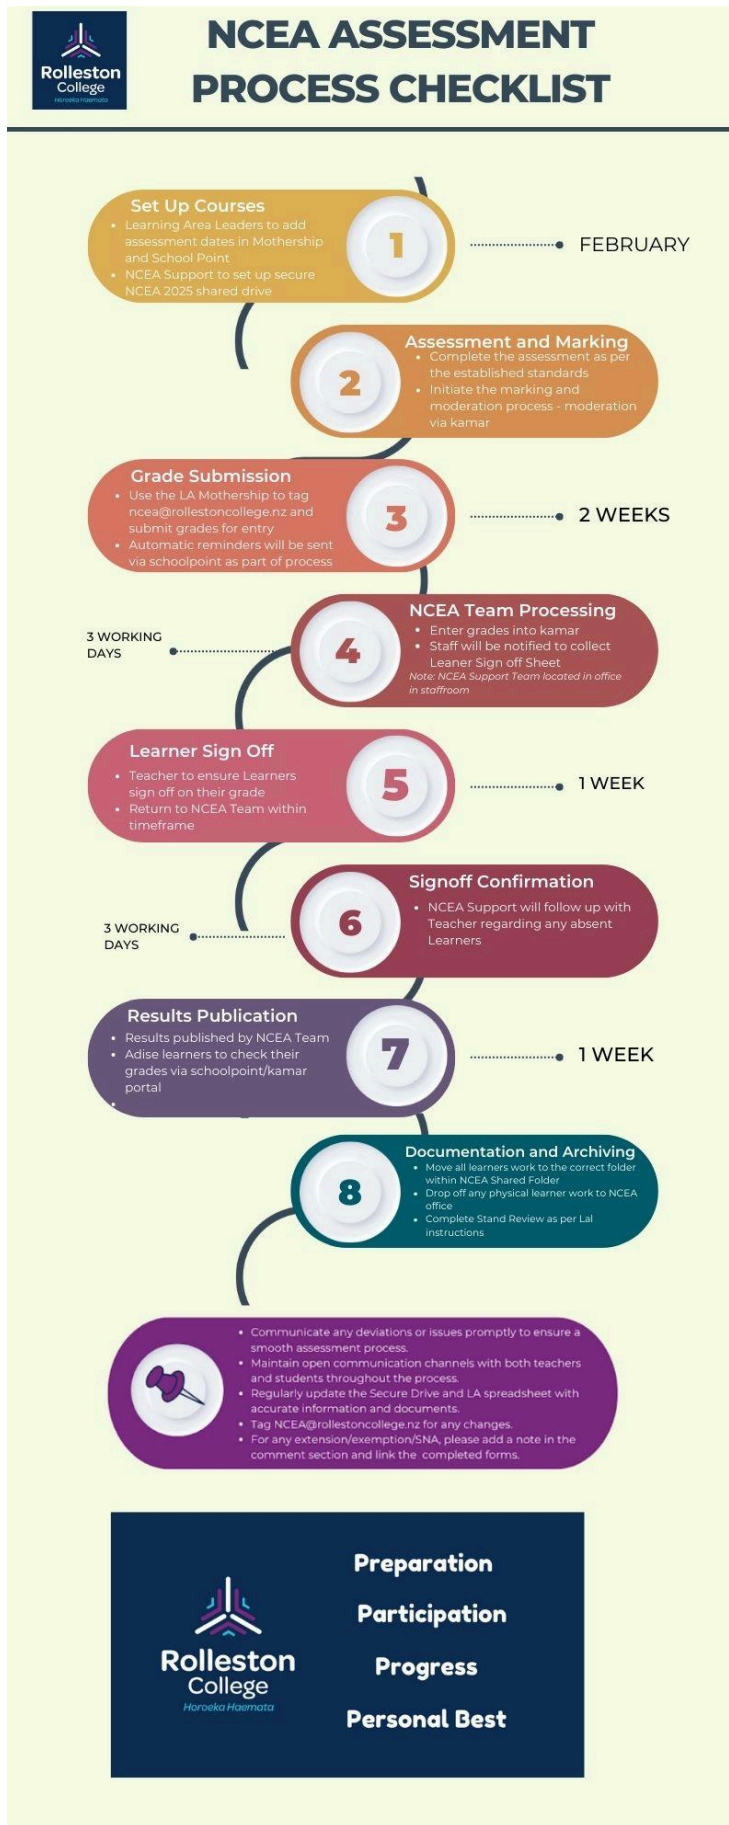 Rolleston
College
Horoeka Haemata
NCEA ASSESSMENT
PROCESS CHECKLIST
Set Up Courses
• Learning Area Leaders to add
assessment dates in Mothership
and School Point
• NCEA Support to set up secure
NCEA 2025 shared drive
1
FEBRUARY
2
Assessment and Marking
• Complete the assessment as per
the established standards
• Initiate the marking and
moderation process - moderation
via kamar
Grade Submission
• Use the LA Mothership to tag
ncea@rollestoncollege.nz and
submit grades for entry
• Automatic reminders will be sent
via schoolpoint as part of process
3
2 WEEKS
3 WORKING
DAYS
4
NCEA Team Processing
• Enter grades into kamar
• Staff will be notified to collect
Leaner Sign off Sheet
Note: NCEA Support Team located in office
in staffroom
Learner Sign Off
• Teacher to ensure Learners
sign off on their grade
• Return to NCEA Team within
timeframe
5
1 WEEK
3 WORKING
DAYS
6
Signoff Confirmation
• NCEA Support will follow up with
Teacher regarding any absent
Learners
Results Publication
• Results published by NCEA Team
• Adise learners to check their
grades via schoolpoint/kamar
portal
7
1 WEEK
8
Documentation and Archiving
• Move all learners work to the correct folder
within NCEA Shared Folder
• Drop off any physical learner work to NCEA
office
• Complete Stand Review as per Lal
instructions
• Communicate any deviations or issues promptly to ensure a
smooth assessment process.
• Maintain open communication channels with both teachers
and students throughout the process.
• Regularly update the Secure Drive and LA spreadsheet with
accurate information and documents.
• Tag NCEA@rollestoncollege.nz for any changes.
• For any extension/exemption/SNA, please add a note in the
comment section and link the completed forms.
Rolleston
College
Horoeka Haemata
Preparation
Participation
Progress
Personal Best